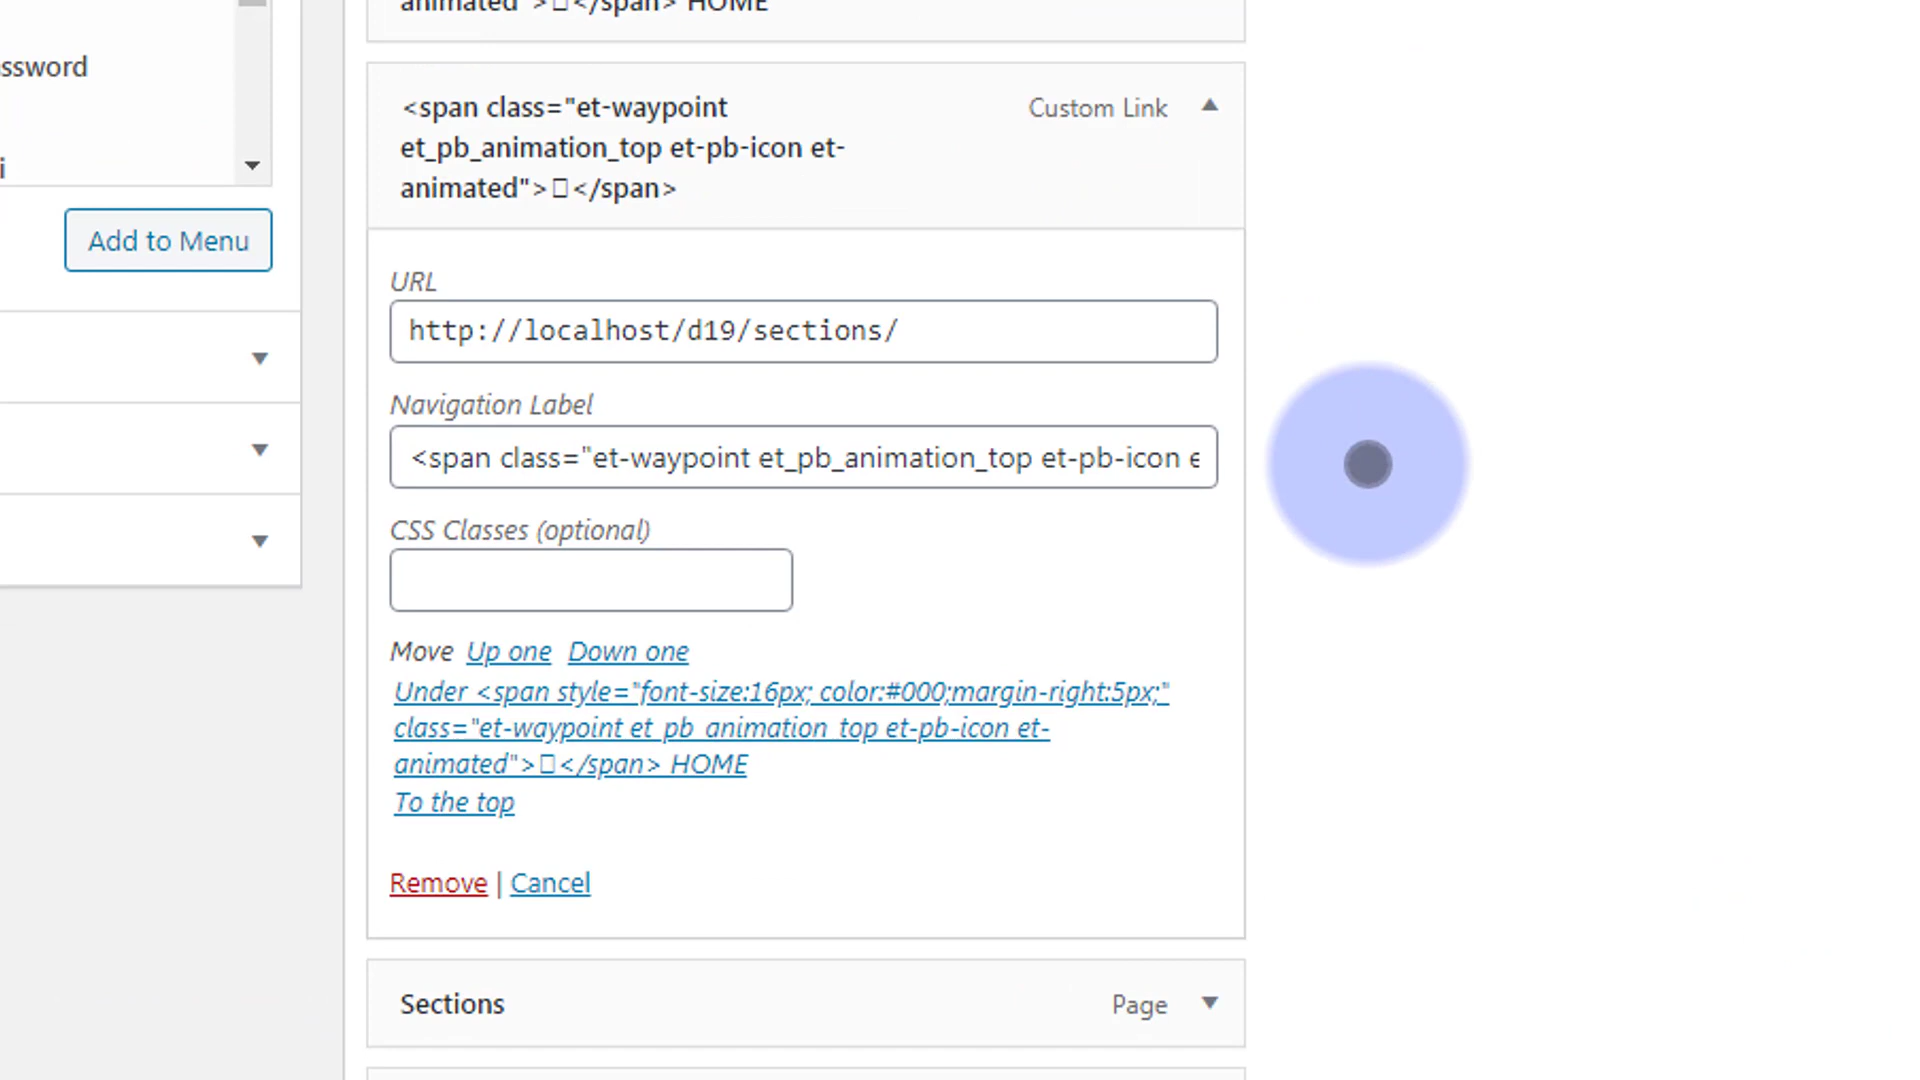 animated">▯</span> HOME
ssword
<span class="et-waypoint
et_pb_animation_top et-pb-icon et-
animated">▯</span>
Custom Link
i
Add to Menu
URL
http://localhost/d19/sections/
Navigation Label
<span class="et-waypoint et_pb_animation_top et-pb-icon e
CSS Classes (optional)
Move Up one Down one
Under <span style="font-size:16px; color:#000;margin-right:5px;"
class="et-waypoint et_pb_animation_top et-pb-icon et-
animated">▯</span> HOME
To the top
Remove | Cancel
Sections
Page